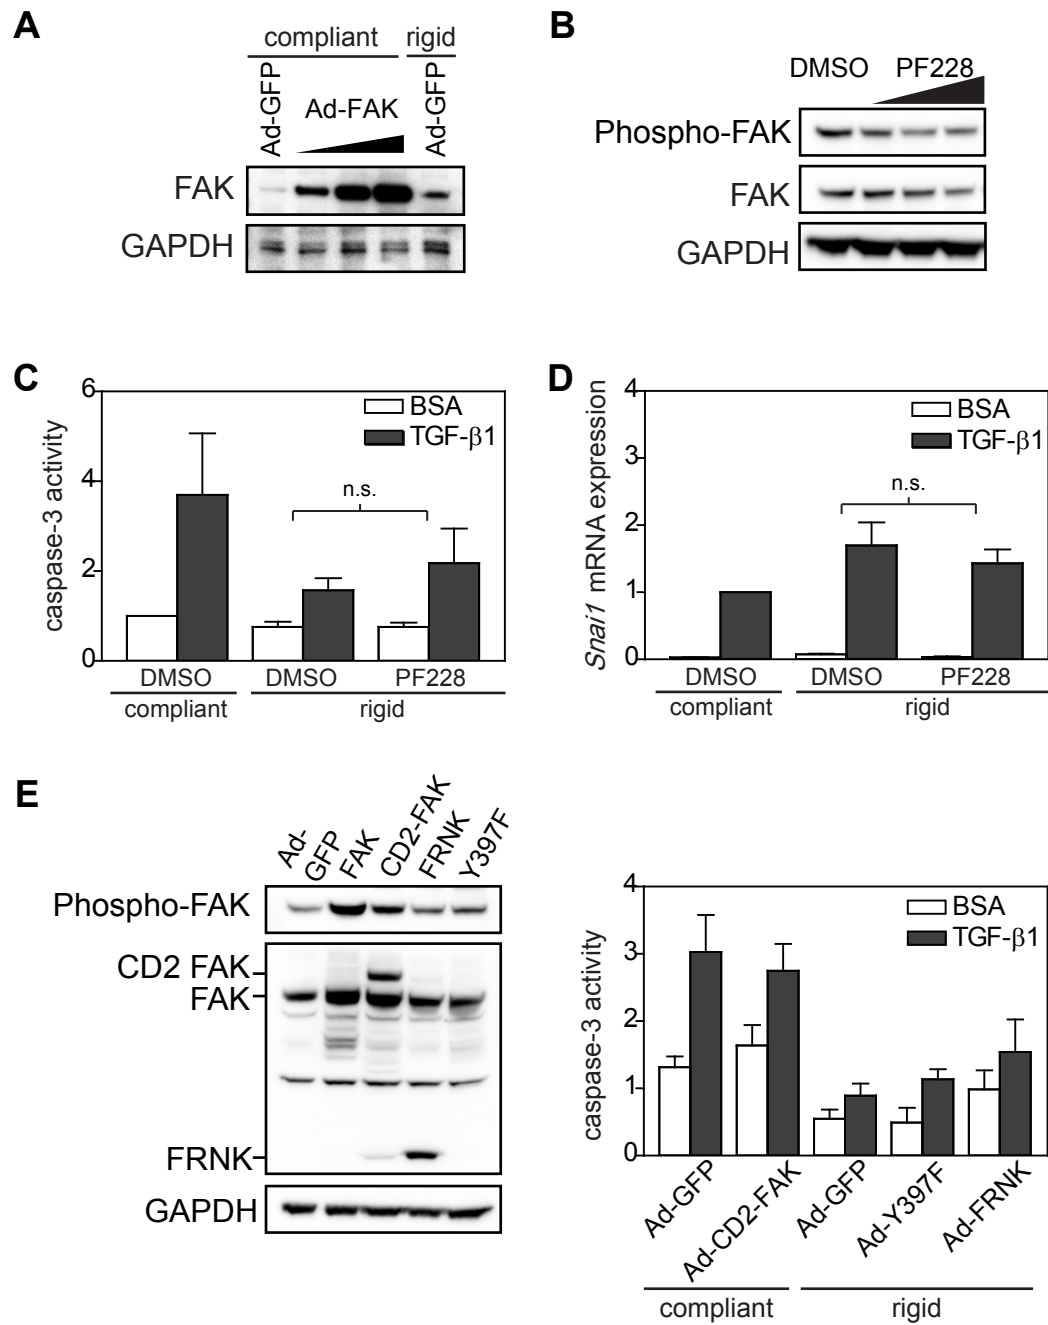 A
compliant rigid
Ad-GFP
Ad-FAK
Ad-GFP
FAK
GAPDH
B
DMSO PF228
Phospho-FAK
FAK
GAPDH
C
caspase-3 activity
6
4
2
0
BSA
TGF-β1
n.s.
DMSO DMSO PF228
compliant rigid
D
Snai1 mRNA expression
4
3
2
1
0
BSA
TGF-β1
n.s.
DMSO DMSO PF228
compliant rigid
E
Ad-
GFP
FAK
CD2-FAK
FRNK
Y397F
Phospho-FAK
CD2 FAK
FAK
FRNK
GAPDH
caspase-3 activity
4
3
2
1
0
BSA
TGF-β1
Ad-GFP
Ad-CD2-FAK
Ad-GFP
Ad-Y397F
Ad-FRNK
compliant rigid